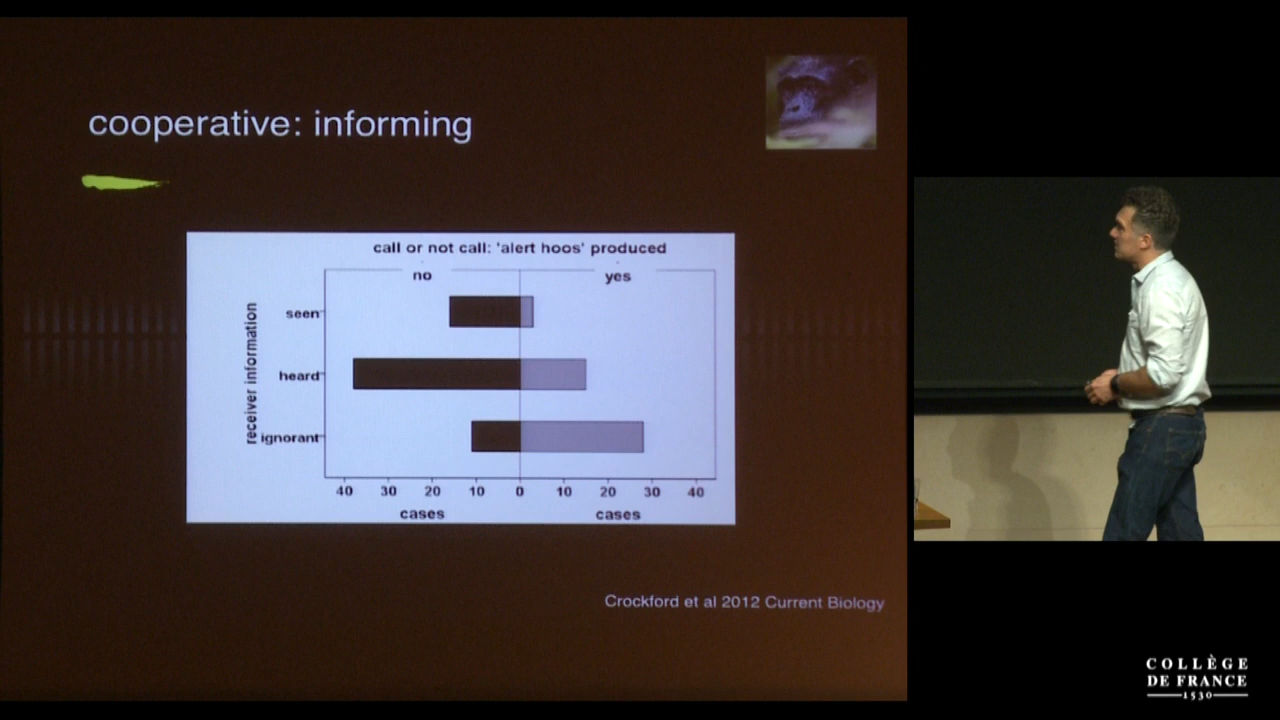 cooperative: informing
call or not call: 'alert hoos' produced
no yes
receiver information
seen
heard
ignorant
40 30 20 10 0 10 20 30 40
cases cases
Crockford et al 2012 Current Biology
COLLÈGE
DE FRANCE
1530